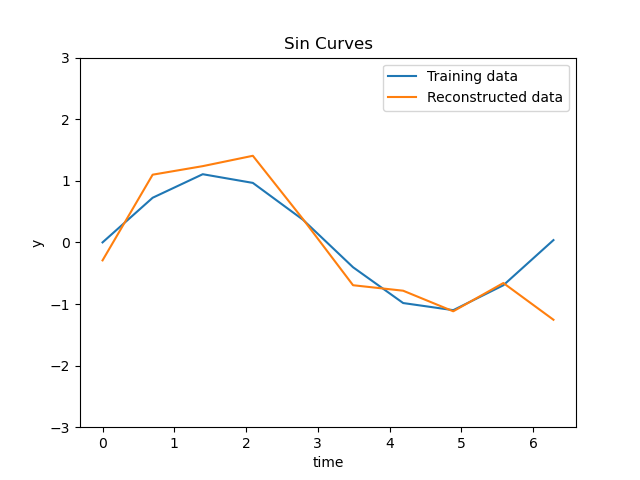 Sin Curves
Training data
Reconstructed data
3
2
1
0
−1
−2
−3
y
0 1 2 3 4 5 6
time